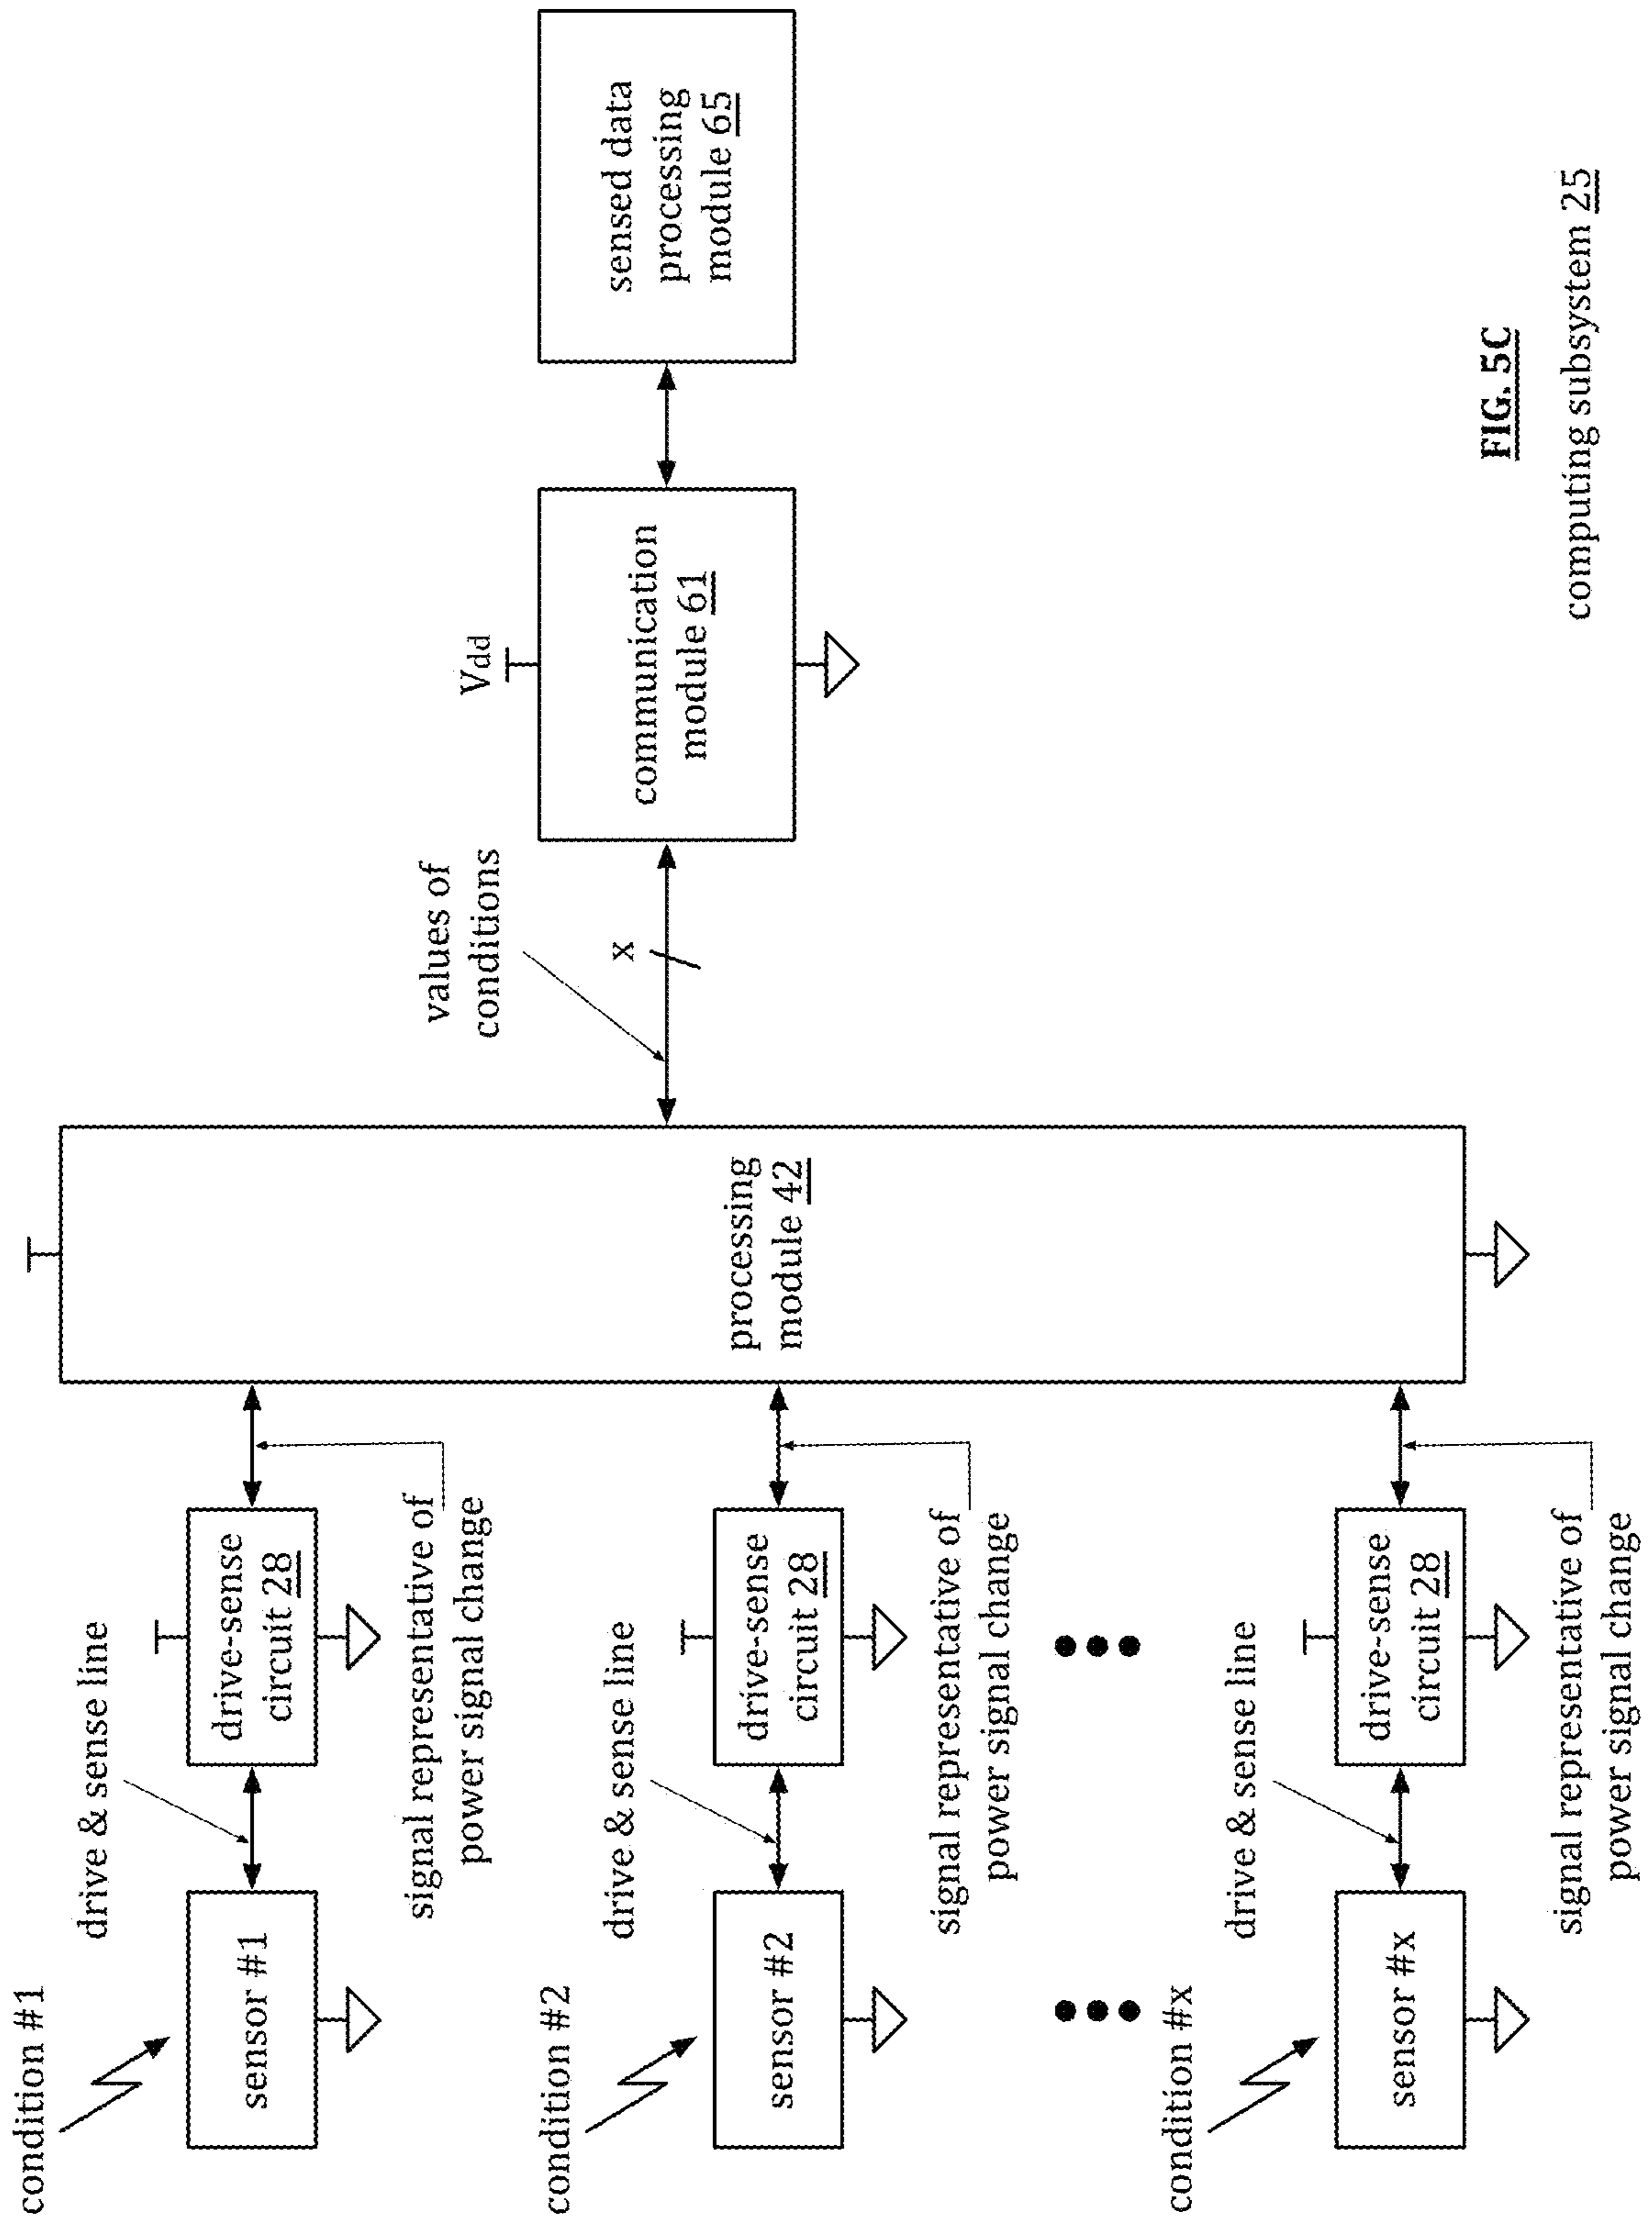 condition #1
drive & sense line
sensor #1
drive-sense
circuit 28
signal representative of
power signal change
condition #2
drive & sense line
sensor #2
drive-sense
circuit 28
signal representative of
power signal change
condition #x
drive & sense line
sensor #x
drive-sense
circuit 28
signal representative of
power signal change
processing
module 42
values of
conditions
x
Vdd
communication
module 61
sensed data
processing
module 65
FIG. 5C
computing subsystem 25